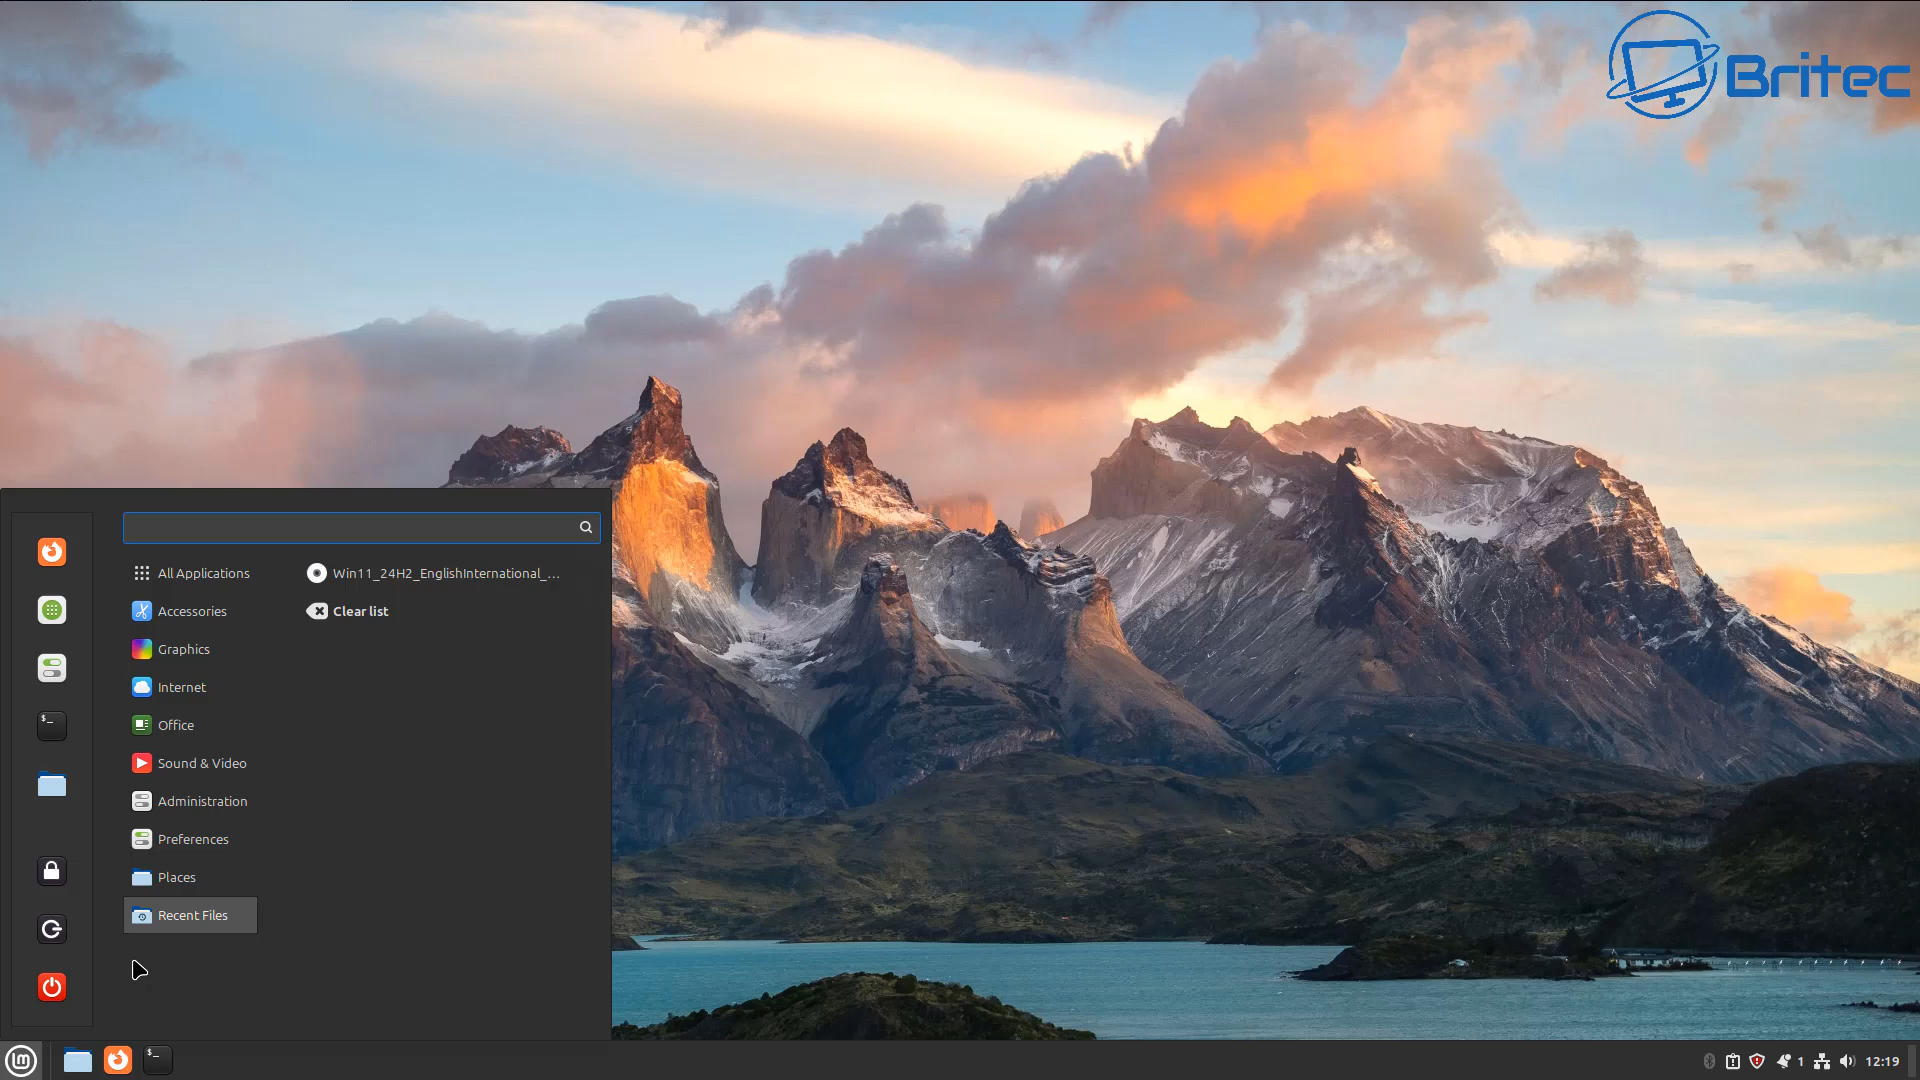 Britec
All Applications
Win11_24H2_EnglishInternational_...
Accessories
Clear list
Graphics
Internet
Office
Sound & Video
Administration
Preferences
Places
Recent Files
$_
$_
1
12:19